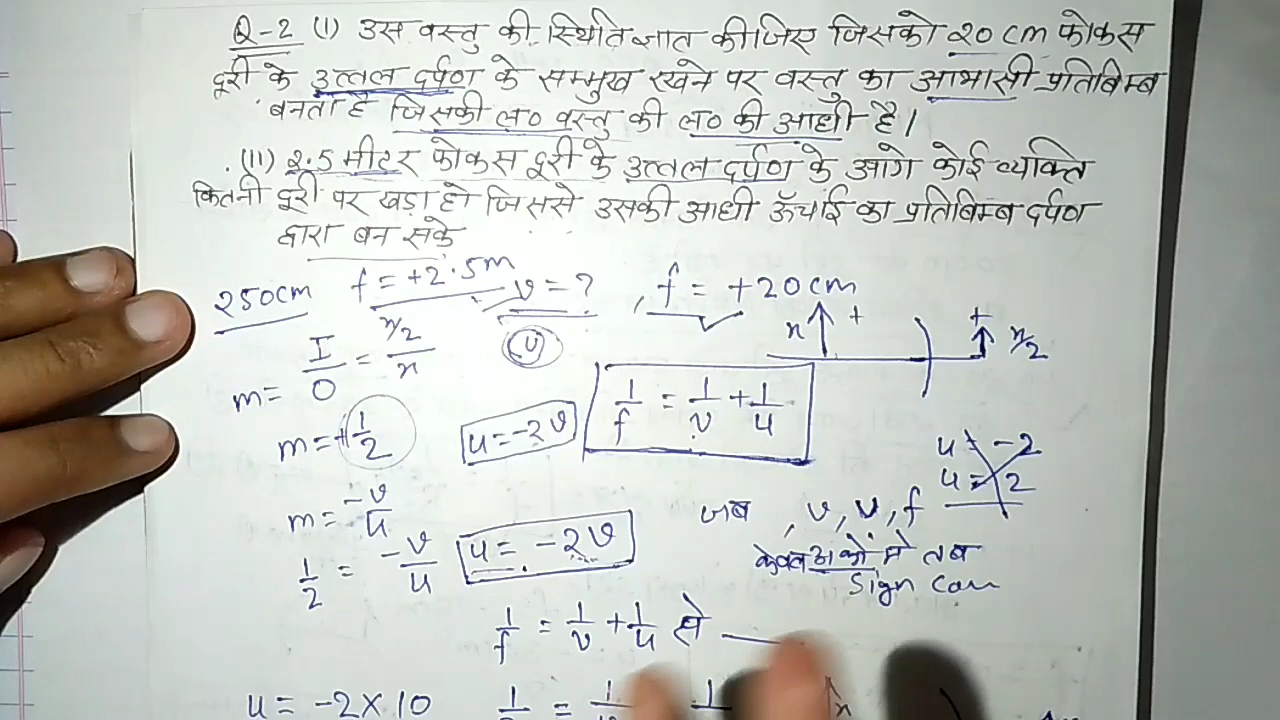 Q-2 (I) उस वस्तु की स्थिति ज्ञात कीजिए जिसको 20 cm फोकस
दूरी के उत्तल दर्पण के सम्मुख रखने पर वस्तु का आभासी प्रतिबिम्ब
बनता है जिसकी ल० वस्तु की ल० की आधी है।
(II) 2.5 मीटर फोकस दूरी के उत्तल दर्पण के आगे कोई व्यक्ति
कितनी दूरी पर खड़ा हो जिससे उसकी आधी ऊँचाई का प्रतिबिम्ब दर्पण
द्वारा बन सके
250cm f = +2.5m v = ? , f = +20cm
m = I/O = x/2/x
x + + x/2
m = +1/2
u = -2v
1/f = 1/v + 1/u
u = -2
u = 2
m = -v/u
जब , v, u, f
1/2 = -v/u u = -2v
केवल अंको मे तब
Sign Con
1/f = 1/v + 1/u से
u = -2 × 10